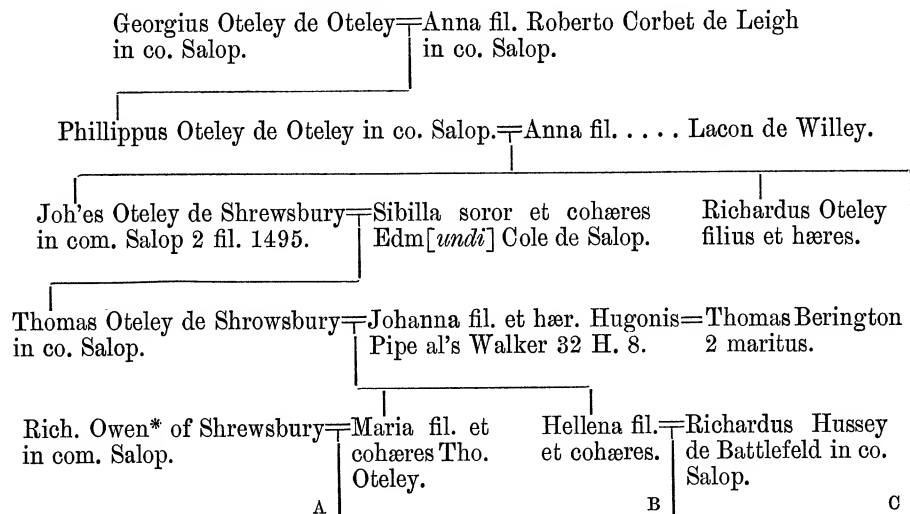 Georgius Oteley de Oteley=Anna fil. Roberto Corbet de Leigh
in co. Salop. in co. Salop.
Phillippus Oteley de Oteley in co. Salop.=Anna fil. . . . . . Lacon de Willey.
Joh'es Oteley de Shrewsbury=Sibilla soror et cohæres Richardus Oteley
in com. Salop 2 fil. 1495. Edm[undi] Cole de Salop. filius et hæres.
Thomas Oteley de Shrowsbury=Johanna fil. et hær. Hugonis=Thomas Berington
in co. Salop. Pipe al's Walker 32 H. 8. 2 maritus.
Rich. Owen* of Shrewsbury=Maria fil. et Hellena fil.=Richardus Hussey
in com. Salop. cohæres Tho. et cohæres. de Battlefeld in co.
Oteley. Salop.
A B C